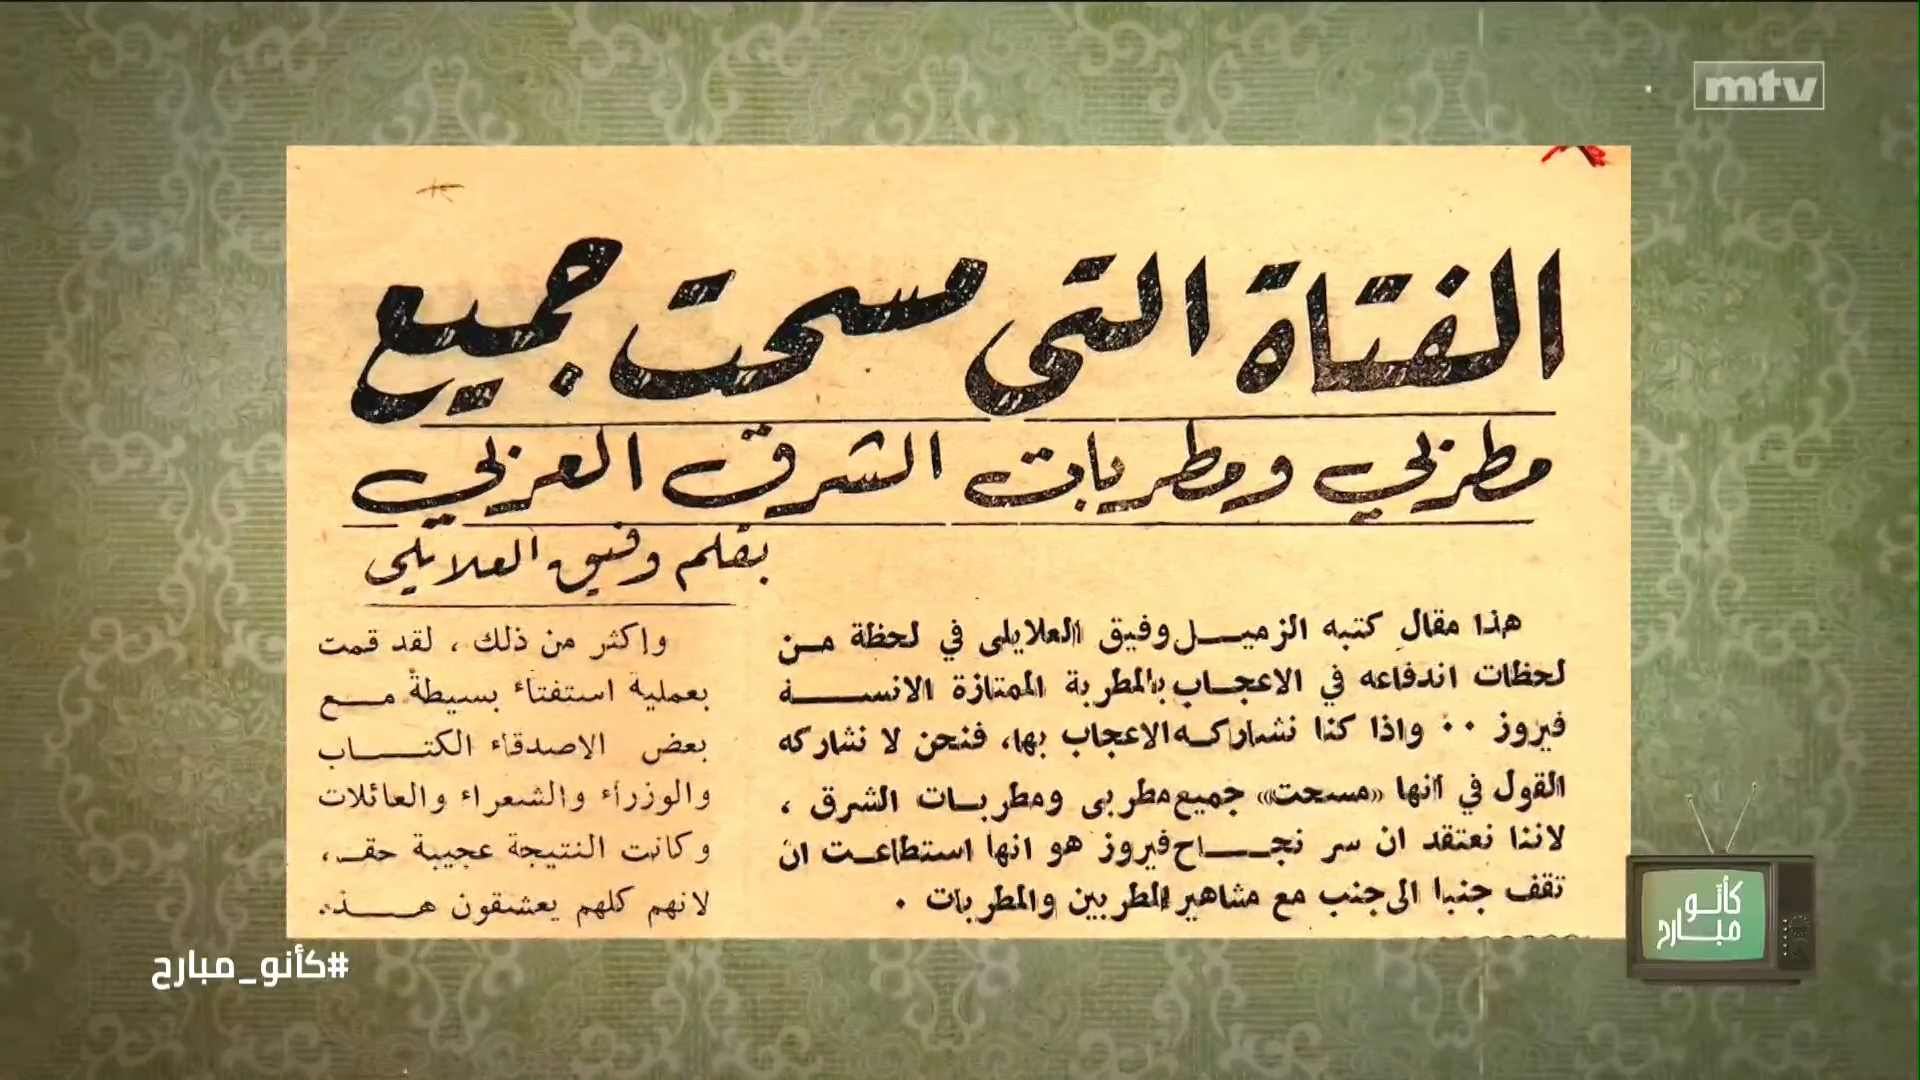 mtv
الفتاة التي مسحت جميع
مطربي ومطربات الشرق العربي
بقلم وفيق العلايلي
هذا مقال كتبه الزميل وفيق العلايلى في لحظة من
لحظات اندفاعه في الاعجاب بالمطربة الممتازة الانسة
فيروز ٠٠ واذا كنا نشاركه الاعجاب بها، فنحن لا نشاركه
القول في انها «مسحت» جميع مطربى ومطربات الشرق ،
لاننا نعتقد ان سر نجاح فيروز هو انها استطاعت ان
تقف جنبا الى جنب مع مشاهير المطربين والمطربات .
واكثر من ذلك ، لقد قمت
بعملية استفتاء بسيطة مع
بعض الاصدقاء الكتاب
والوزراء والشعراء والعائلات
وكانت النتيجة عجيبة حقا،
لانهم كلهم يعشقون هذه
كأنو
مبارح
#كأنو_مبارح